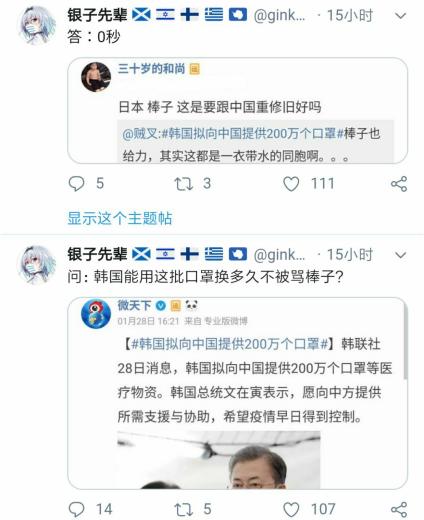 银子先辈 @gink... · 15小时
答：0秒
三十岁的和尚
日本 棒子 这是要跟中国重修旧好吗
@贼叉:#韩国拟向中国提供200万个口罩#棒子也
给力，其实这都是一衣带水的同胞啊。。。
5 3 111
显示这个主题帖
银子先辈 @gink... · 15小时
问：韩国能用这批口罩换多久不被骂棒子？
微天下
01月28日 16:21 来自 专业版微博
【#韩国拟向中国提供200万个口罩#】韩联社
28日消息，韩国拟向中国提供200万个口罩等医
疗物资。韩国总统文在寅表示，愿向中方提供
所需支援与协助，希望疫情早日得到控制。
14 5 107